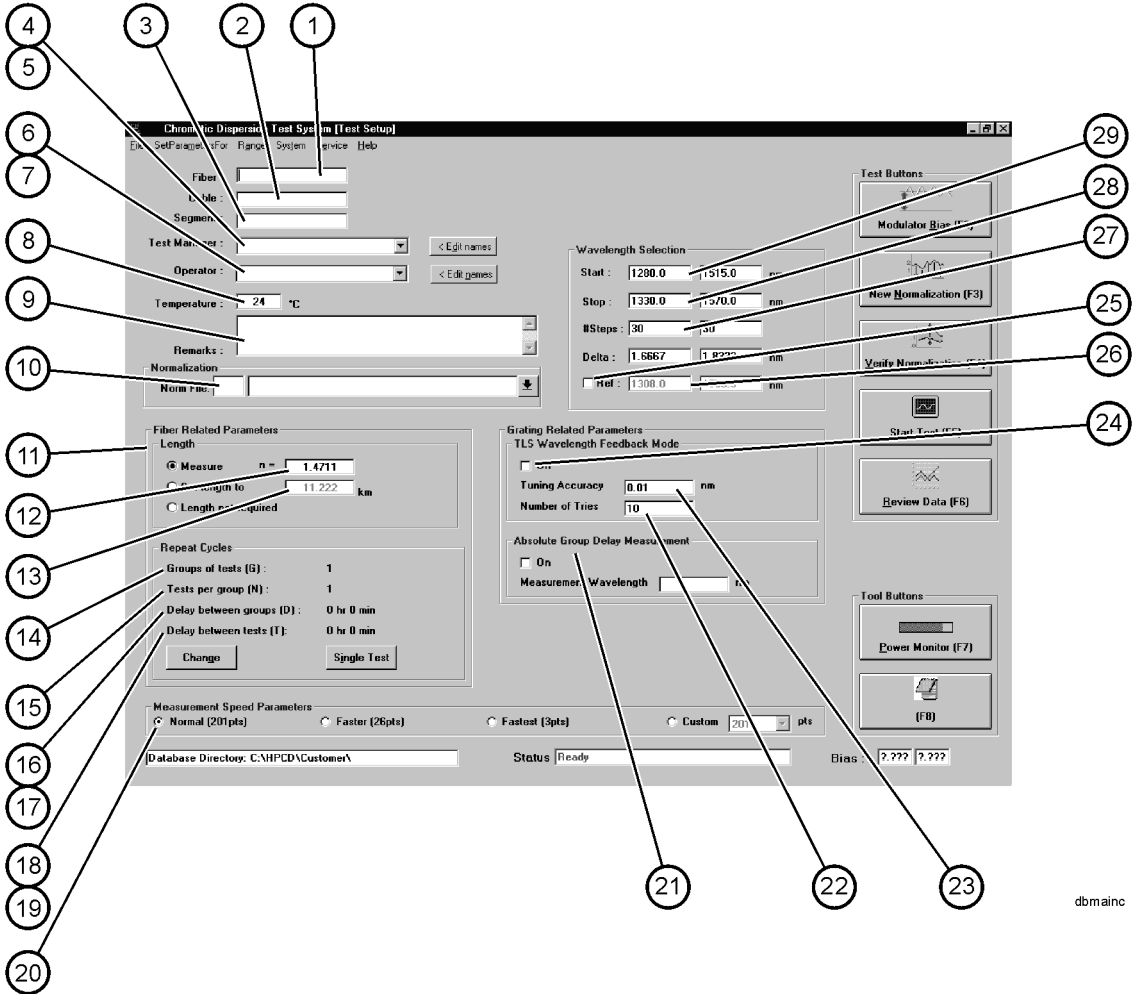 4
3
2
1
5
6
7
8
9
10
11
12
13
14
15
16
17
18
19
20
29
28
27
25
26
24
21
22
23
Chromatic Dispersion Test System [Test Setup]
File SetParametersFor Range System Service Help
Fiber
Cable :
Segment
Test Manager :
< Edit names
Operator :
< Edit names
Temperature : 24 °C
Remarks :
Normalization
Norm File:
Wavelength Selection
Start : 1280.0 1515.0 nm
Stop : 1330.0 1570.0 nm
#Steps : 30 30
Delta : 1.6667 nm
Ref : 1308.0 nm
Test Buttons
Modulator Bias
New Normalization (F3)
Verify Normalization
Start Test
Review Data (F6)
Fiber Related Parameters
Length
Measure n = 1.4711
Set length to 11.222 km
Length not required
Repeat Cycles
Groups of tests (G) : 1
Tests per group (N) : 1
Delay between groups (D) : 0 hr 0 min
Delay between tests (T): 0 hr 0 min
Change
Single Test
Grating Related Parameters
TLS Wavelength Feedback Mode
On
Tuning Accuracy 0.01 nm
Number of Tries 10
Absolute Group Delay Measurement
On
Measurement Wavelength nm
Tool Buttons
Power Monitor (F7)
(F8)
Measurement Speed Parameters
Normal (201pts) Faster (26pts) Fastest (3pts) Custom 201 pts
Database Directory: C:\HPCD\Customer\
Status Ready
Bias : ?.??? ?.???
dbmainc